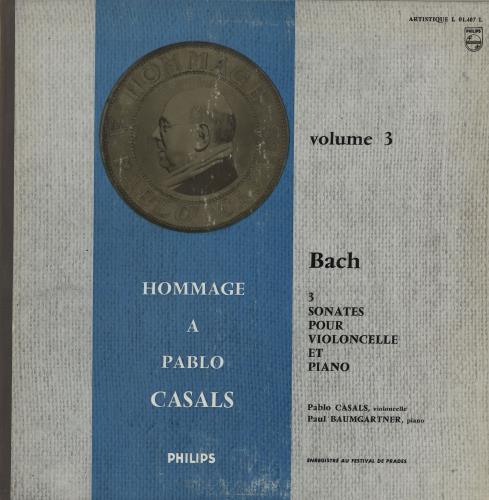 ARTISTIQUE L 01.407 L
PHILIPS
HOMMAGE
PABLO
volume 3
Bach
3
SONATES
POUR
VIOLONCELLE
ET
PIANO
Pablo CASALS, violoncelle
Paul BAUMGARTNER, piano
ENREGISTRÉ AU FESTIVAL DE PRADES
HOMMAGE
A
PABLO
CASALS
PHILIPS